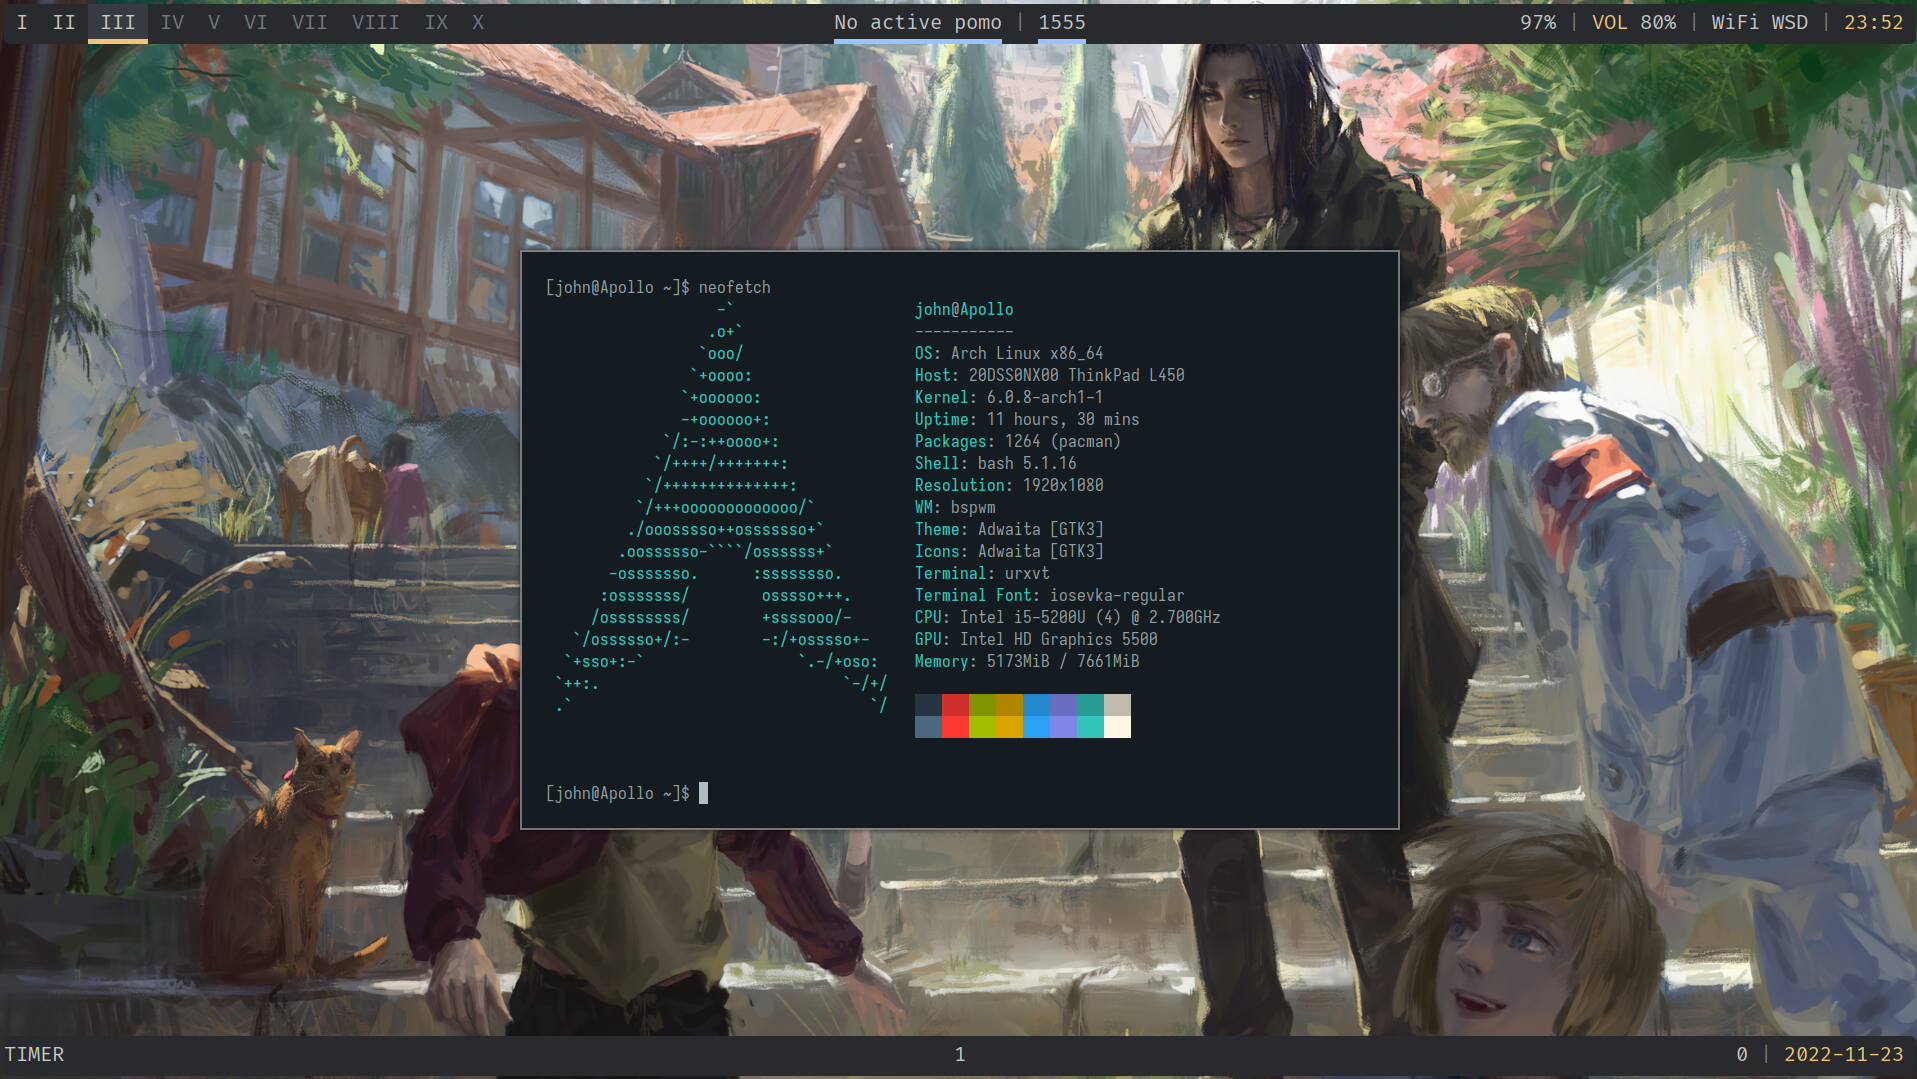 I II III IV V VI VII VIII IX X No active pomo | 1555 97% | VOL 80% | WiFi WSD | 23:52
[john@Apollo ~]$ neofetch
-` john@Apollo
.o+` -----------
`ooo/ OS: Arch Linux x86_64
`+oooo: Host: 20DSS0NX00 ThinkPad L450
`+oooooo: Kernel: 6.0.8-arch1-1
-+oooooo+: Uptime: 11 hours, 30 mins
`/:-:++oooo+: Packages: 1264 (pacman)
`/++++/+++++++: Shell: bash 5.1.16
`/++++++++++++++: Resolution: 1920x1080
`/+++ooooooooooooo/` WM: bspwm
./ooosssso++osssssso+` Theme: Adwaita [GTK3]
.oossssso-````/ossssss+` Icons: Adwaita [GTK3]
-osssssso. :ssssssso. Terminal: urxvt
:osssssss/ osssso+++. Terminal Font: iosevka-regular
/ossssssss/ +ssssooo/- CPU: Intel i5-5200U (4) @ 2.700GHz
`/ossssso+/:- -:/+osssso+- GPU: Intel HD Graphics 5500
`+sso+:-` `.-/+oso: Memory: 5173MiB / 7661MiB
`++:. `-/+/
.` `/
[john@Apollo ~]$
TIMER 1 0 | 2022-11-23